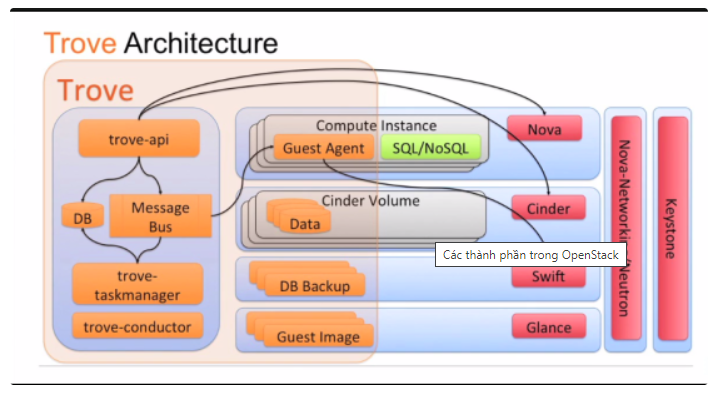 Trove Architecture
Trove
trove-api
DB
Message
Bus
trove-
taskmanager
trove-conductor
Compute Instance
Guest Agent
SQL/NoSQL
Nova
Cinder Volume
Data
Cinder
Các thành phần trong OpenStack
DB Backup
Swift
Guest Image
Glance
Nova-Networking/Neutron
Keystone